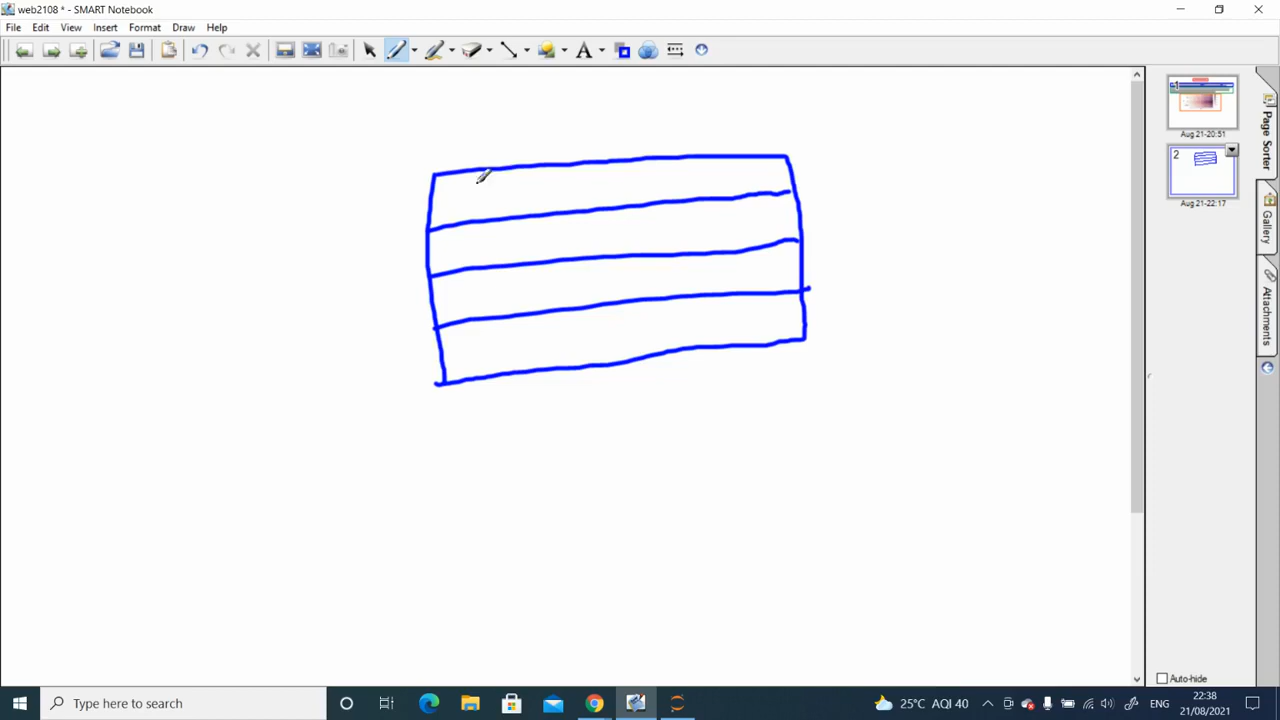 web2108 * - SMART Notebook
File Edit View Insert Format Draw Help
1
Aug 21-20:51
2
Aug 21-22:17
Page Sorter
Gallery
Attachments
Auto-hide
Type here to search
25°C AQI 40
ENG
22:38
21/08/2021